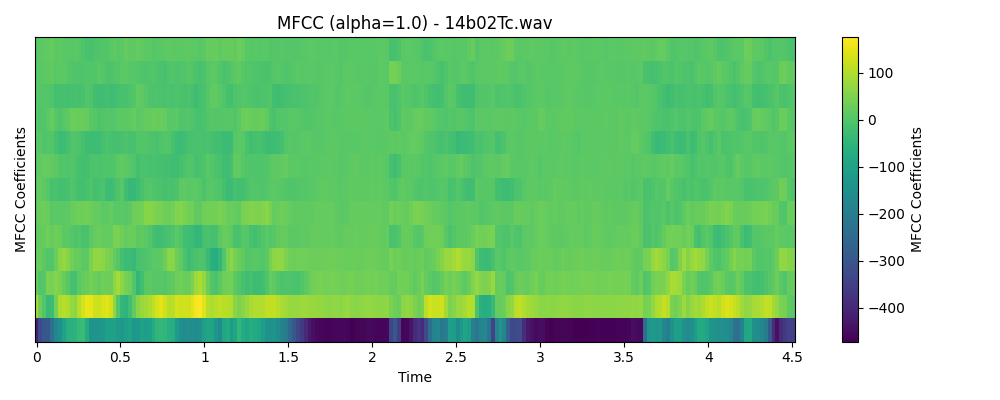 MFCC (alpha=1.0) - 14b02Tc.wav
MFCC Coefficients
0 0.5 1 1.5 2 2.5 3 3.5 4 4.5
Time
100
0
−100
−200
−300
−400
MFCC Coefficients